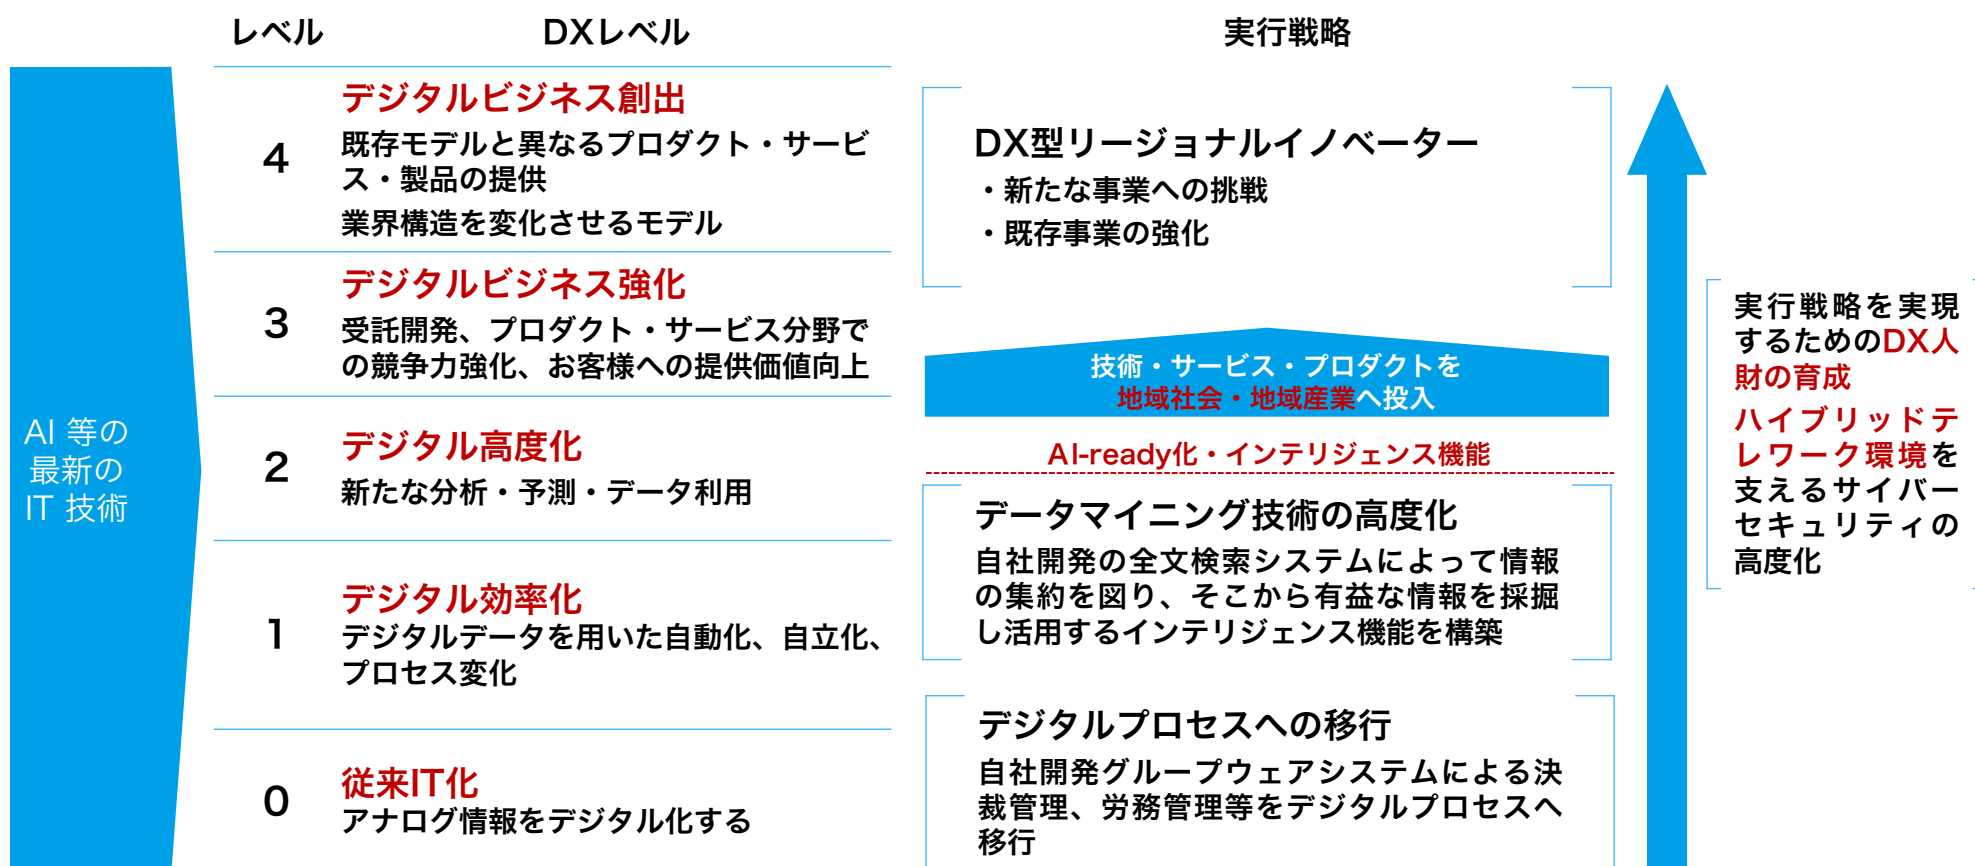 レベル
DXレベル
実行戦略
AI 等の
最新の
IT 技術
4
デジタルビジネス創出
既存モデルと異なるプロダクト・サービ
ス・製品の提供
業界構造を変化させるモデル
3
デジタルビジネス強化
受託開発、プロダクト・サービス分野で
の競争力強化、お客様への提供価値向上
2
デジタル高度化
新たな分析・予測・データ利用
1
デジタル効率化
デジタルデータを用いた自動化、自立化、
プロセス変化
0
従来IT化
アナログ情報をデジタル化する
DX型リージョナルイノベーター
・新たな事業への挑戦
・既存事業の強化
技術・サービス・プロダクトを
地域社会・地域産業へ投入
AI-ready化・インテリジェンス機能
データマイニング技術の高度化
自社開発の全文検索システムによって情報
の集約を図り、そこから有益な情報を採掘
し活用するインテリジェンス機能を構築
デジタルプロセスへの移行
自社開発グループウェアシステムによる決
裁管理、労務管理等をデジタルプロセスへ
移行
実行戦略を実現
するためのDX人
財の育成
ハイブリッドテ
レワーク環境を
支えるサイバー
セキュリティの
高度化